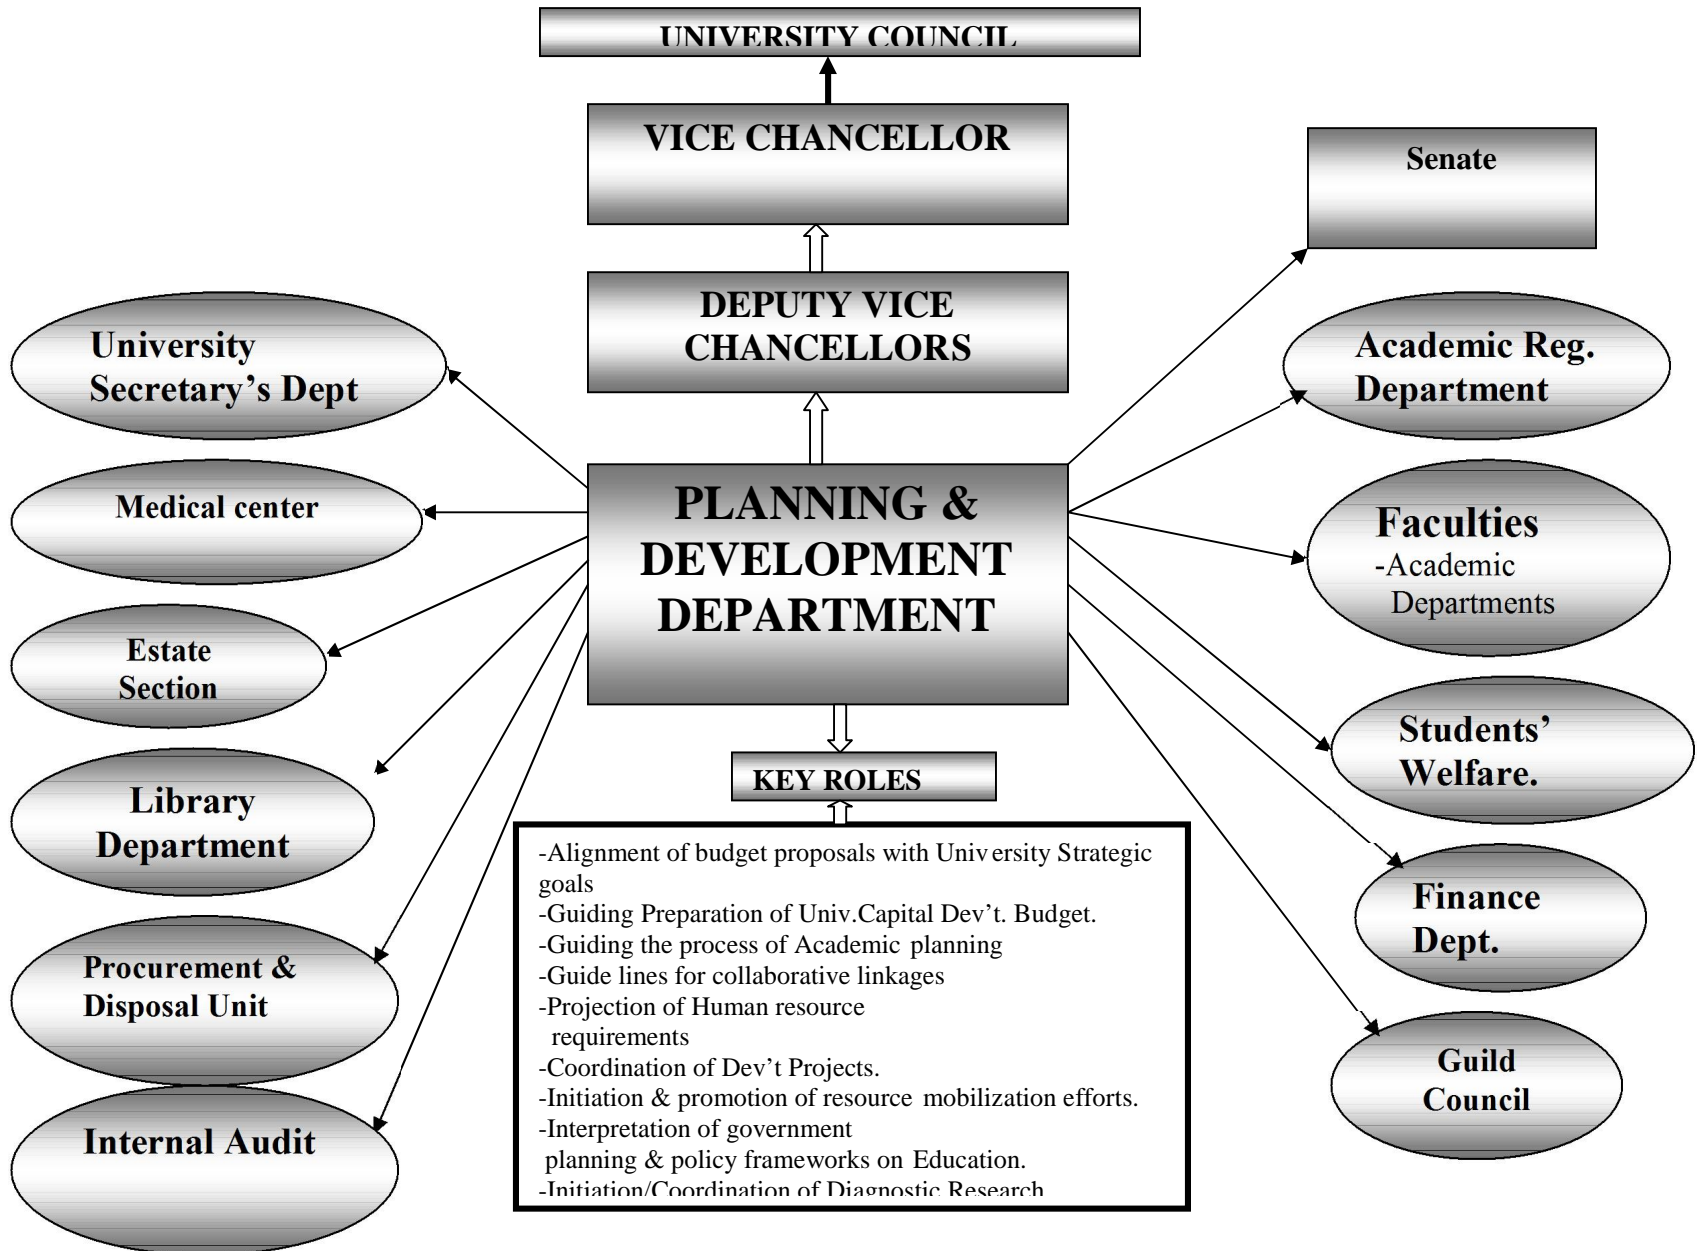 UNIVERSITY COUNCIL
VICE CHANCELLOR
Senate
DEPUTY VICE
CHANCELLORS
University
Secretary’s Dept
Academic Reg.
Department
Medical center
PLANNING &
DEVELOPMENT
DEPARTMENT
Faculties
-Academic
Departments
Estate
Section
Students’
Welfare.
KEY ROLES
Library
Department
-Alignment of budget proposals with University Strategic
goals
-Guiding Preparation of Univ.Capital Dev’t. Budget.
-Guiding the process of Academic planning
-Guide lines for collaborative linkages
-Projection of Human resource
requirements
-Coordination of Dev’t Projects.
-Initiation & promotion of resource mobilization efforts.
-Interpretation of government
planning & policy frameworks on Education.
-Initiation/Coordination of Diagnostic Research
Finance
Dept.
Procurement &
Disposal Unit
Guild
Council
Internal Audit